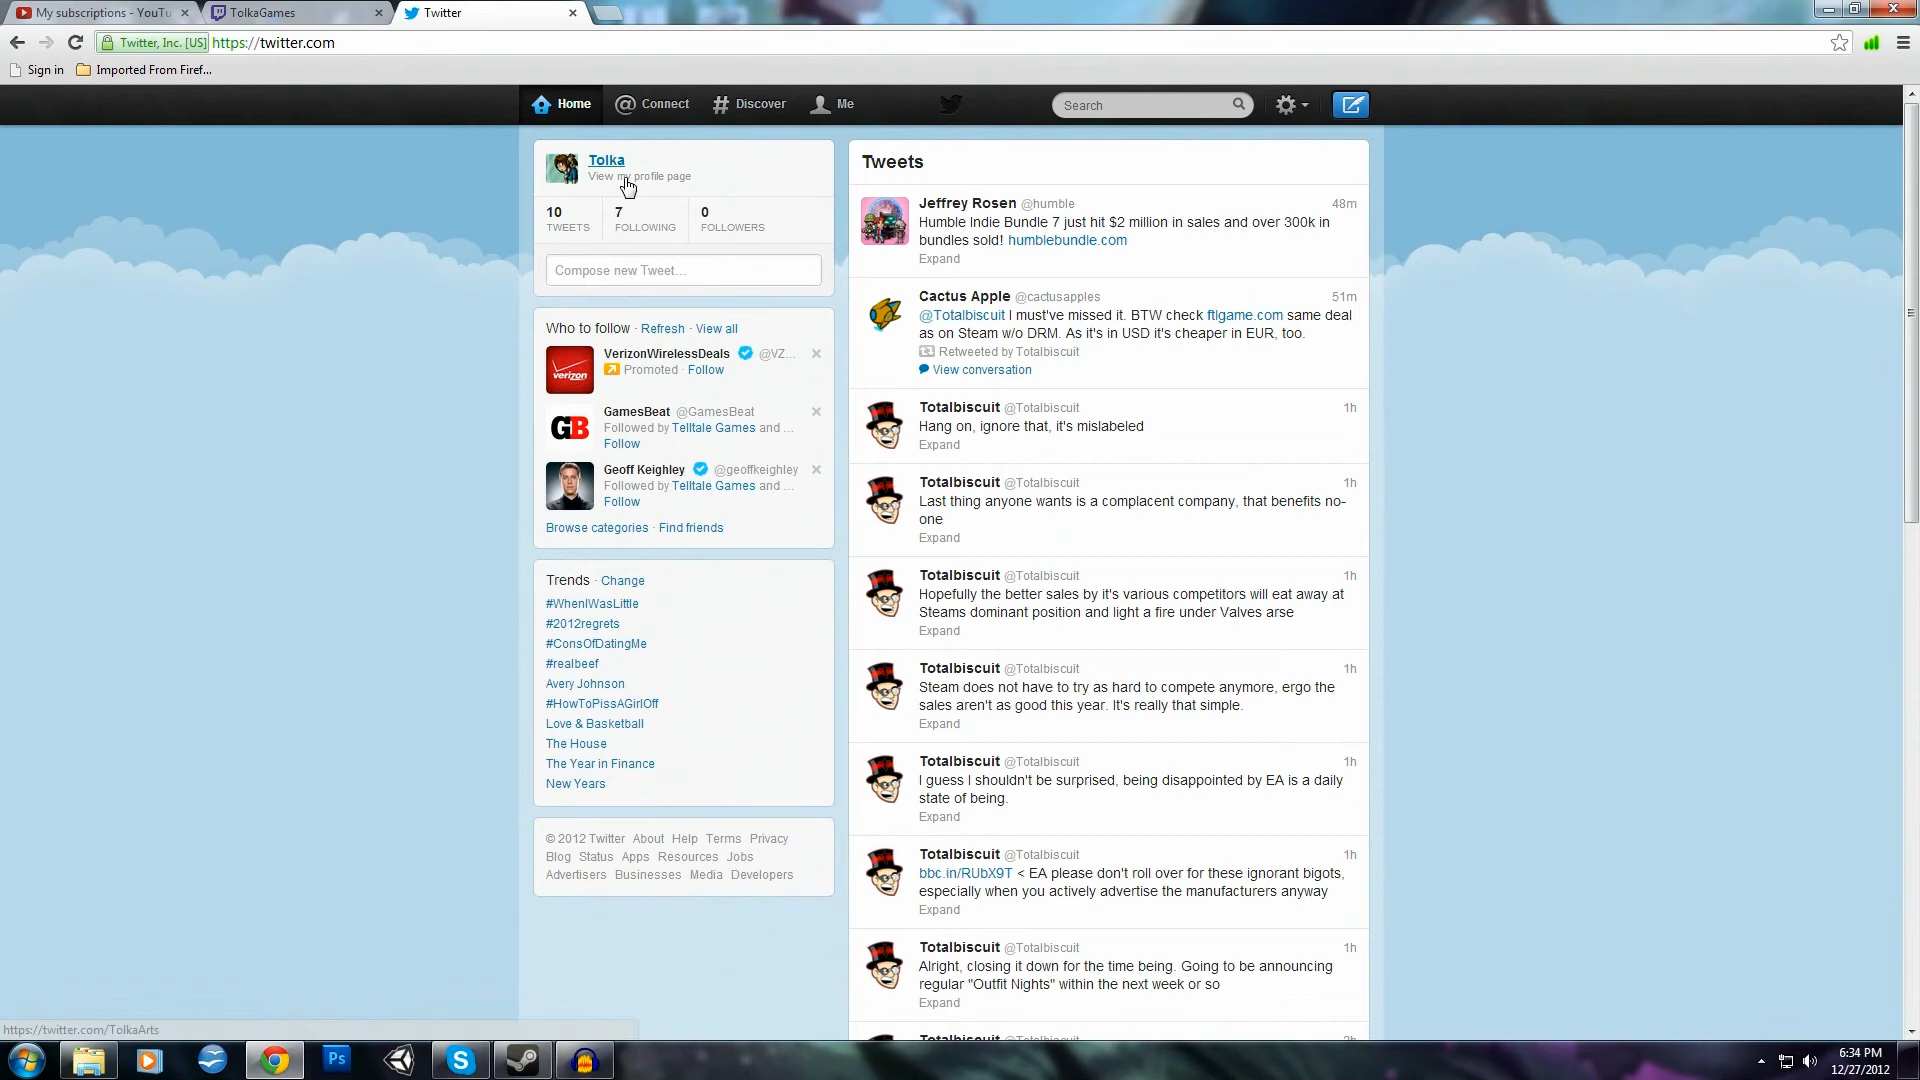 My subscriptions - YouTu
TolkaGames
Twitter
Twitter, Inc. [US] https://twitter.com
Sign in
Imported From Firef...
Home
Connect
Discover
Me
Search
Tolka
View my profile page
10
7
0
TWEETS
FOLLOWING
FOLLOWERS
Compose new Tweet...
Who to follow · Refresh · View all
VerizonWirelessDeals @VZ...
verizon
Promoted · Follow
GB
GamesBeat @GamesBeat
Followed by Telltale Games and ...
Follow
Geoff Keighley @geoffkeighley
Followed by Telltale Games and ...
Follow
Browse categories · Find friends
Trends · Change
#WhenIWasLittle
#2012regrets
#ConsOfDatingMe
#realbeef
Avery Johnson
#HowToPissAGirlOff
Love & Basketball
The House
The Year in Finance
New Years
© 2012 Twitter About Help Terms Privacy
Blog Status Apps Resources Jobs
Advertisers Businesses Media Developers
Tweets
Jeffrey Rosen @humble 48m
Humble Indie Bundle 7 just hit $2 million in sales and over 300k in
bundles sold! humblebundle.com
Expand
Cactus Apple @cactusapples 51m
@Totalbiscuit I must've missed it. BTW check ftlgame.com same deal
as on Steam w/o DRM. As it's in USD it's cheaper in EUR, too.
Retweeted by Totalbiscuit
View conversation
Totalbiscuit @Totalbiscuit 1h
Hang on, ignore that, it's mislabeled
Expand
Totalbiscuit @Totalbiscuit 1h
Last thing anyone wants is a complacent company, that benefits no-
one
Expand
Totalbiscuit @Totalbiscuit 1h
Hopefully the better sales by it's various competitors will eat away at
Steams dominant position and light a fire under Valves arse
Expand
Totalbiscuit @Totalbiscuit 1h
Steam does not have to try as hard to compete anymore, ergo the
sales aren't as good this year. It's really that simple.
Expand
Totalbiscuit @Totalbiscuit 1h
I guess I shouldn't be surprised, being disappointed by EA is a daily
state of being.
Expand
Totalbiscuit @Totalbiscuit 1h
bbc.in/RUbX9T < EA please don't roll over for these ignorant bigots,
especially when you actively advertise the manufacturers anyway
Expand
Totalbiscuit @Totalbiscuit 1h
Alright, closing it down for the time being. Going to be announcing
regular "Outfit Nights" within the next week or so
Expand
Totalbiscuit @Totalbiscuit 2h
https://twitter.com/TolkaArts
Ps
6:34 PM
12/27/2012